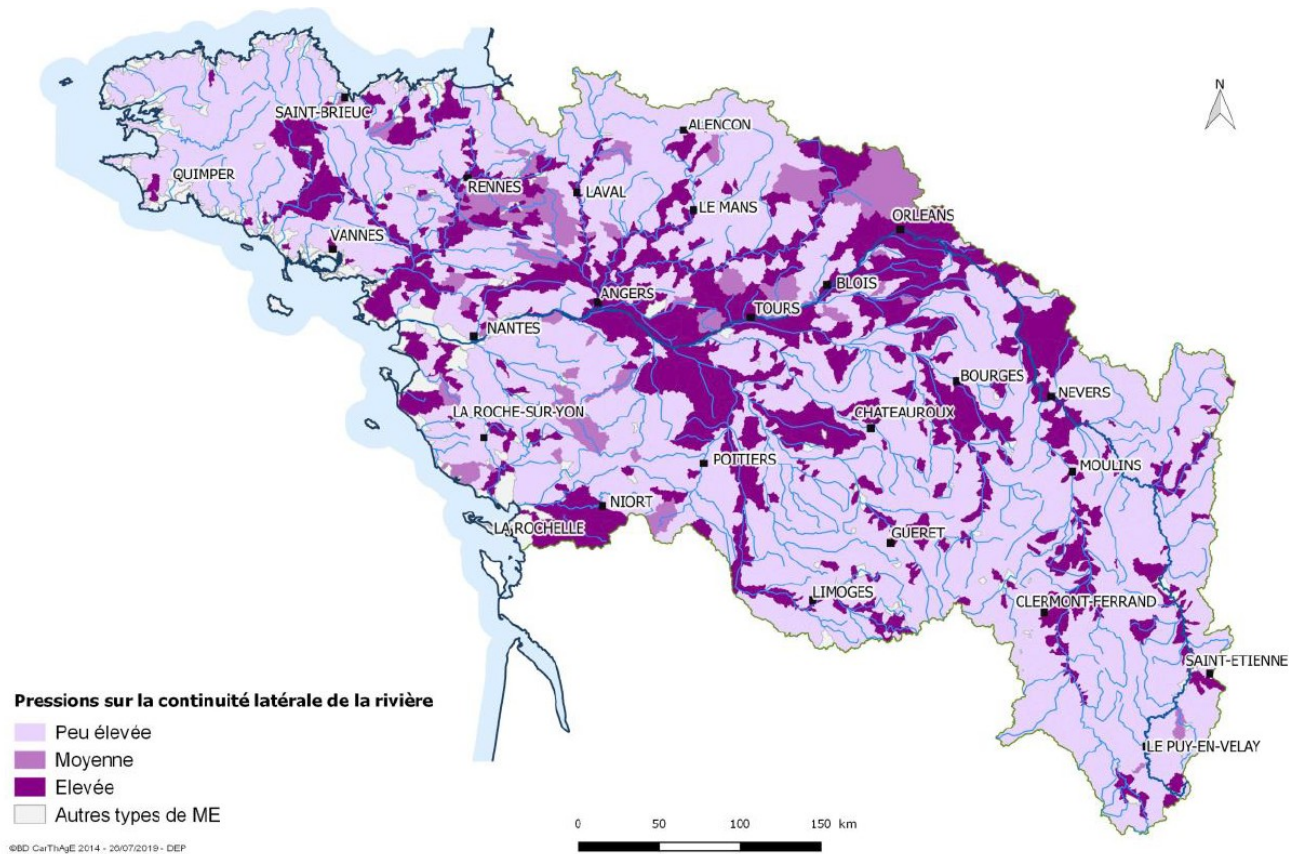 N
SAINT-BRIEUC
ALENCON
QUIMPER
RENNES
LAVAL
LE MANS
ORLEANS
VANNES
ANGERS
BLOIS
TOURS
NANTES
BOURGES
NEVERS
LA ROCHE-SUR-YON
CHATEAUROUX
POITIERS
MOULINS
NIORT
LA ROCHELLE
GUERET
LIMOGES
CLERMONT-FERRAND
SAINT-ETIENNE
LE PUY-EN-VELAY
Pressions sur la continuité latérale de la rivière
Peu élevée
Moyenne
Elevée
Autres types de ME
0 50 100 150 km
©BD CarThAgE 2014 - 26/07/2019 - DEP